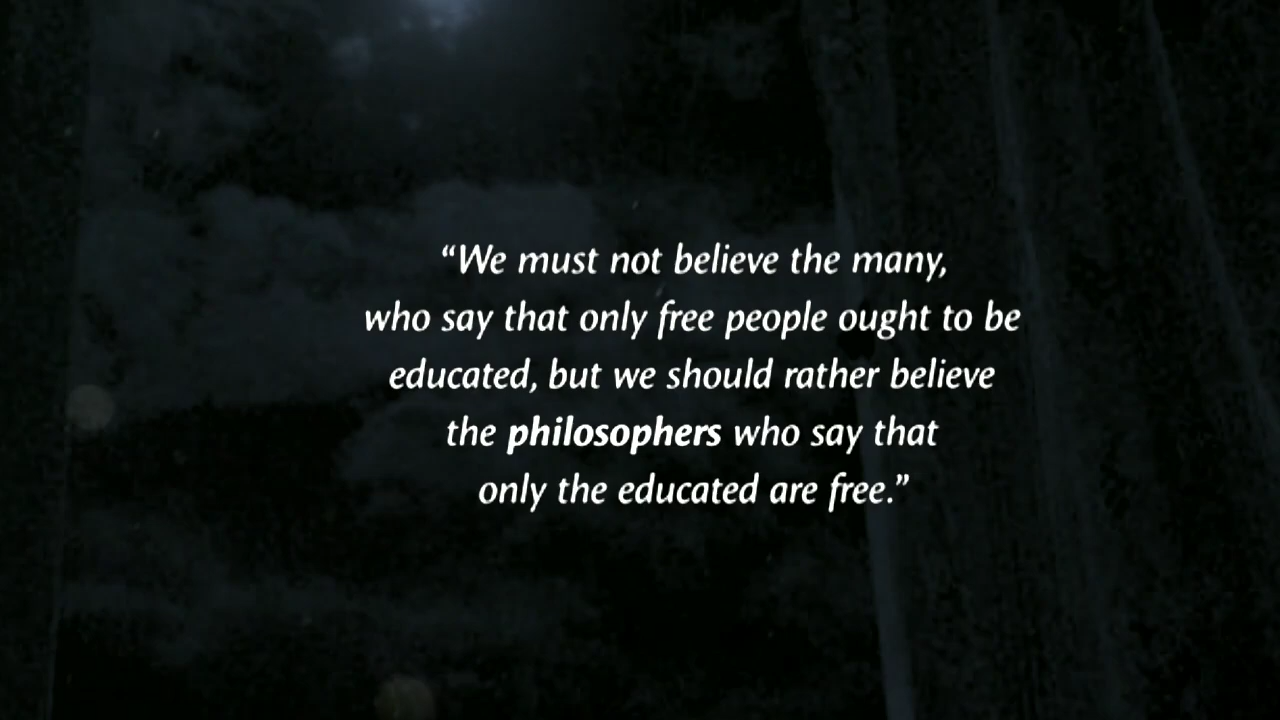 “We must not believe the many,
who say that only free people ought to be
educated, but we should rather believe
the philosophers who say that
only the educated are free.”